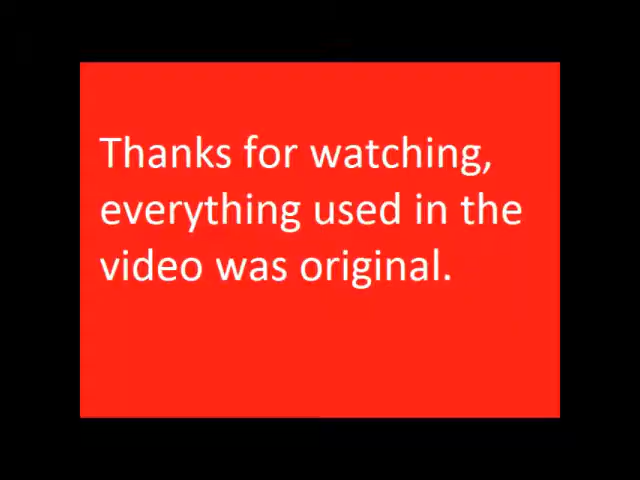 Thanks for watching,
everything used in the
video was original.